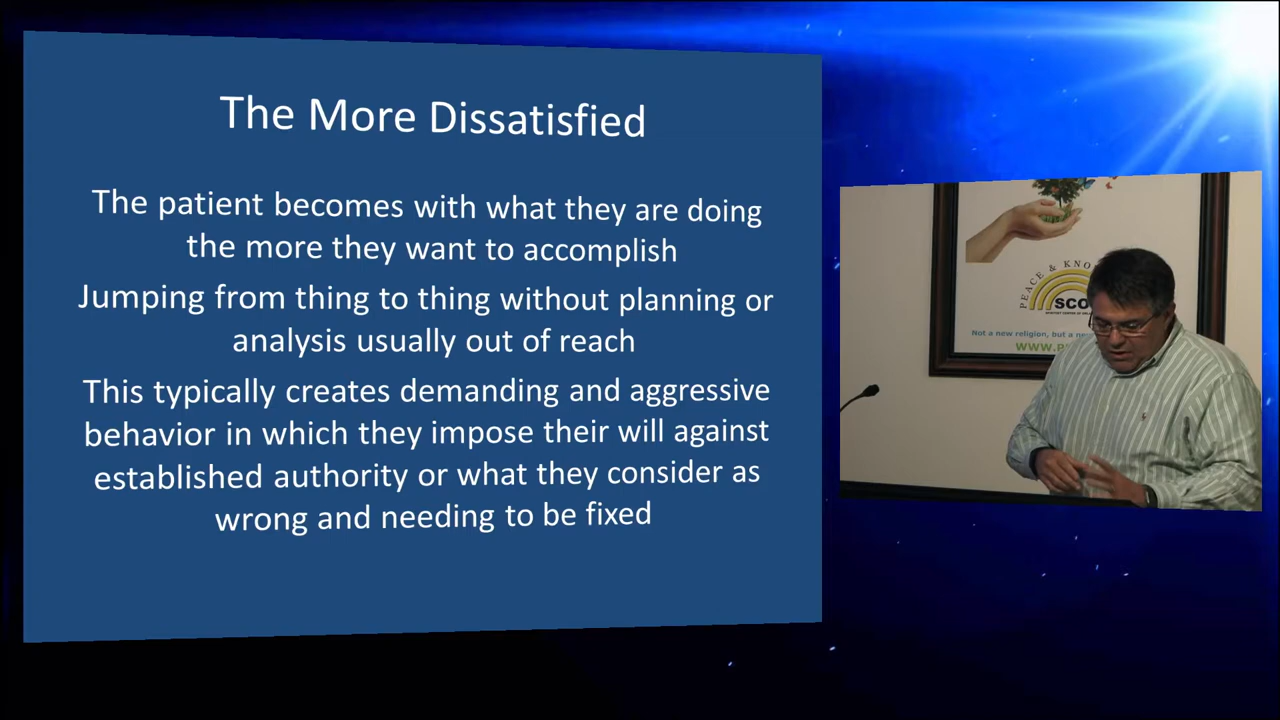 The More Dissatisfied
The patient becomes with what they are doing
the more they want to accomplish
Jumping from thing to thing without planning or
analysis usually out of reach
This typically creates demanding and aggressive
behavior in which they impose their will against
established authority or what they consider as
wrong and needing to be fixed
PEACE & KNO
SCO
Not a new religion, but a ne
WWW.P